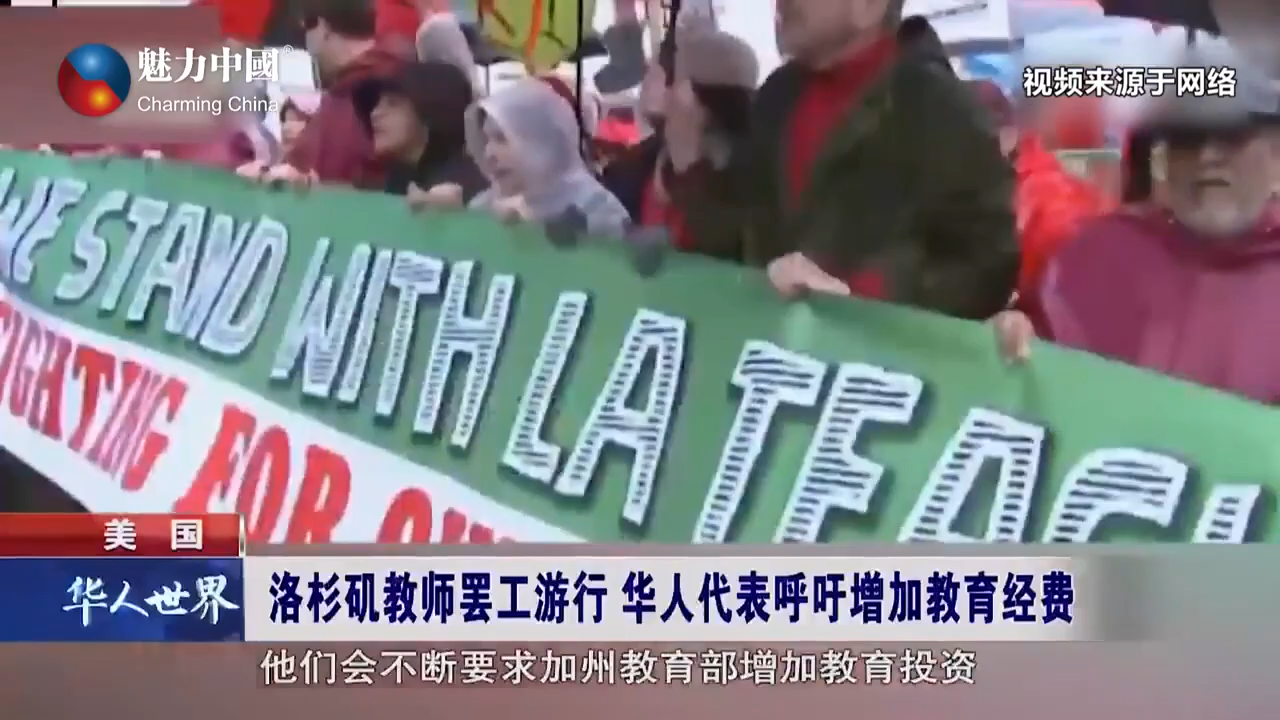 魅力中國®
Charming China
视频来源于网络
WE STAND WITH LA TEAC
FIGHTING FOR OU
美国
华人世界
洛杉矶教师罢工游行 华人代表呼吁增加教育经费
他们会不断要求加州教育部增加教育投资